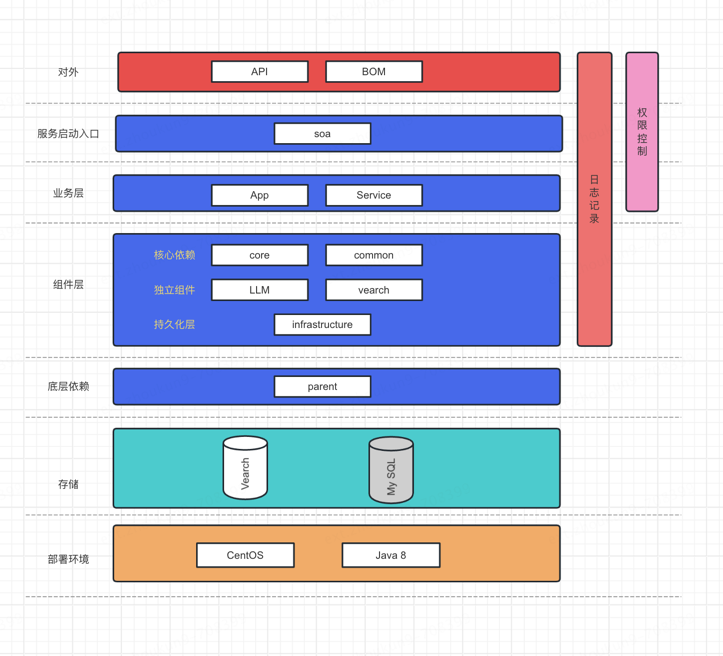 对外
API
BOM
服务启动入口
soa
业务层
App
Service
组件层
核心依赖
core
common
独立组件
LLM
vearch
持久化层
infrastructure
底层依赖
parent
存储
Vearch
My SQL
部署环境
CentOS
Java 8
日志记录
权限控制